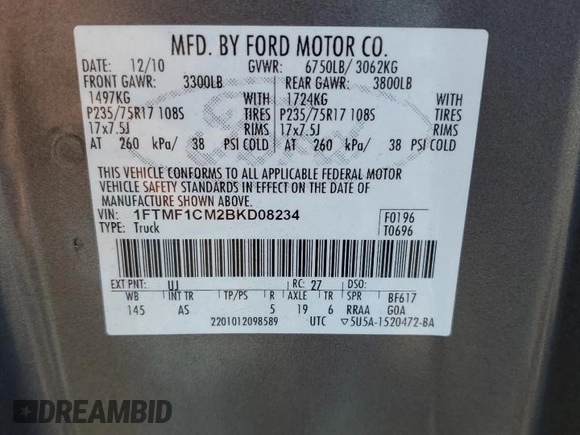 MFD. BY FORD MOTOR CO.
DATE: 12/10 GVWR: 6750LB/ 3062KG
FRONT GAWR: 3300LB REAR GAWR: 3800LB
1497KG WITH 1724KG WITH
P235/75R17 108S TIRES P235/75R17 108S TIRES
17x7.5J RIMS 17x7.5J RIMS
AT 260 kPa/ 38 PSI COLD AT 260 kPa/ 38 PSI COLD
THIS VEHICLE CONFORMS TO ALL APPLICABLE FEDERAL MOTOR
VEHICLE SAFETY STANDARDS IN EFFECT ON THE DATE OF
MANUFACTURE SHOWN ABOVE.
VIN: 1FTMF1CM2BKD08234 F0196
TYPE: Truck T0696
EXT PNT: UJ RC: 27 DSO:
WB INT TR TP/PS R AXLE TR SPR BF617
145 AS 5 19 6 RRAA GOA
2201012098589 UTC ▽5U5A-1520472-BA
Ford
DREAMBID